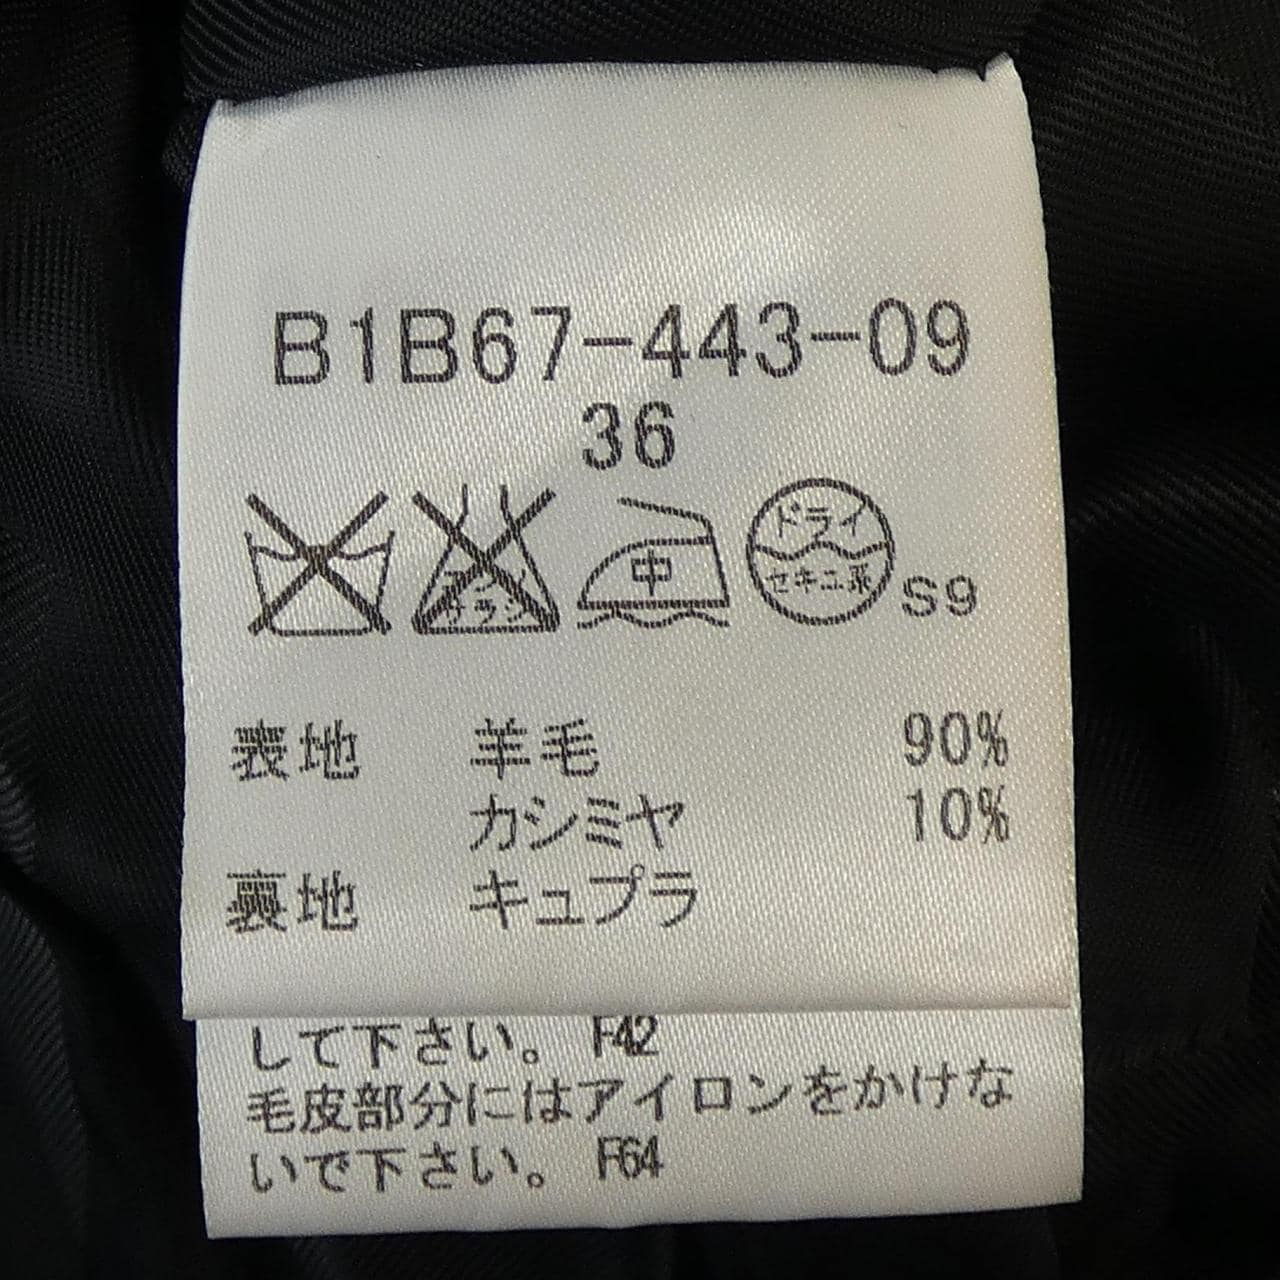 B1B67-443-09
36
中
ドライ
セキユ系
S9
表地 羊毛 90%
カシミヤ 10%
裏地 キュプラ
して下さい。 F42
毛皮部分にはアイロンをかけな
いで下さい。 F64